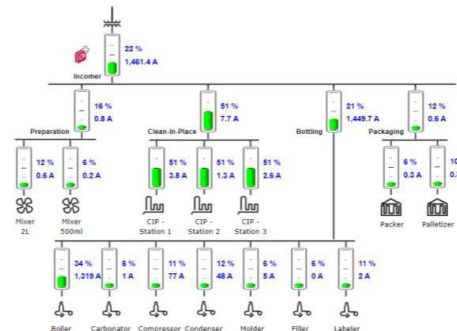 22 %
1,461.4 A
Incomer
16 %
0.8 A
Preparation
51 %
7.7 A
Clean-In-Place
21 %
1,449.7 A
Bottling
12 %
0.6 A
Packaging
12 %
0.6 A
6 %
0.2 A
51 %
3.8 A
51 %
1.3 A
51 %
2.6 A
6 %
0.3 A
10
0.
Mixer
2L
Mixer
500ml
CIP -
Station 1
CIP -
Station 2
CIP -
Station 3
Packer
Palletizer
34 %
1,319 A
6 %
1 A
11 %
77 A
12 %
48 A
6 %
5 A
6 %
0 A
11 %
2 A
Boiler
Carbonator
Compressor
Condenser
Molder
Filler
Labeler